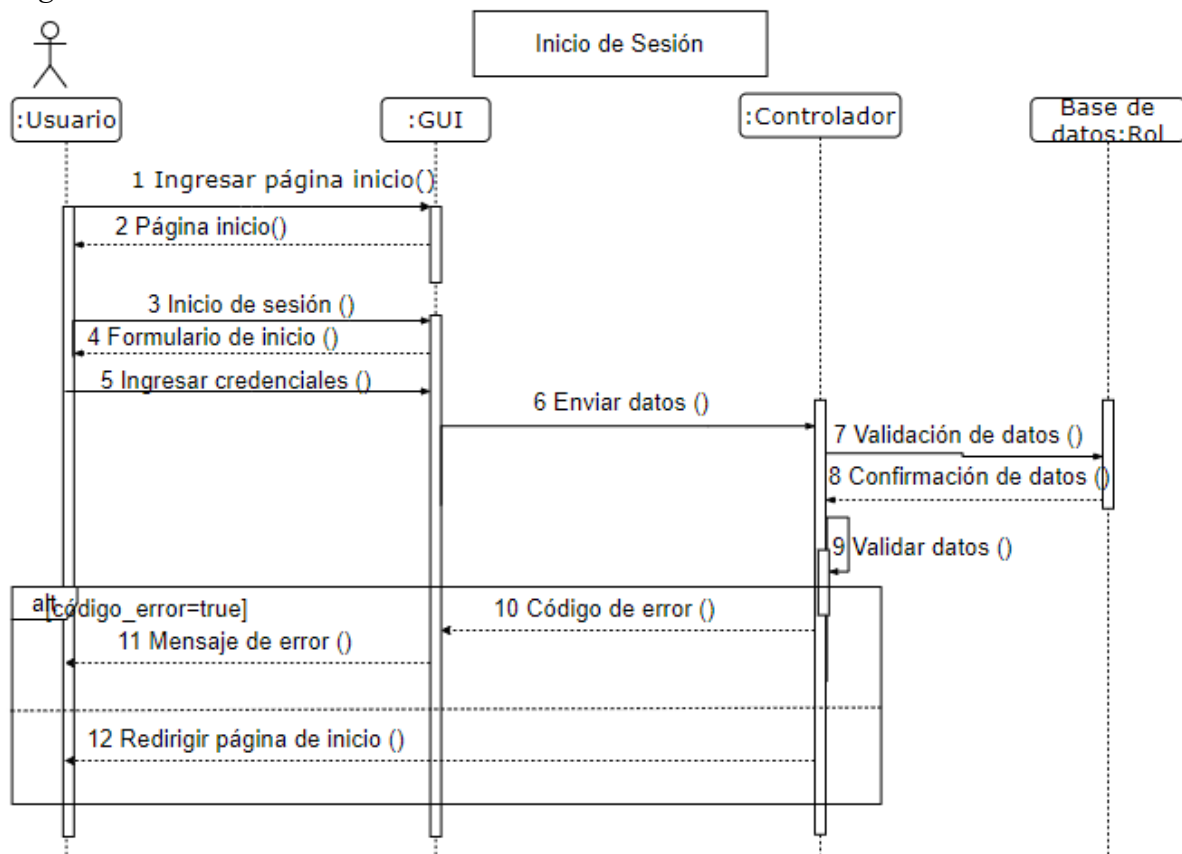 Inicio de Sesión
:Usuario
:GUI
:Controlador
Base de
datos:Rol
1 Ingresar página inicio()
2 Página inicio()
3 Inicio de sesión ()
4 Formulario de inicio ()
5 Ingresar credenciales ()
6 Enviar datos ()
7 Validación de datos ()
8 Confirmación de datos ()
9 Validar datos ()
alt
[código_error=true]
10 Código de error ()
11 Mensaje de error ()
12 Redirigir página de inicio ()